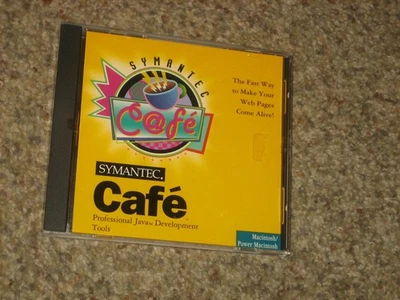 SYMANTEC
C@fé
The Fast Way
to Make Your
Web Pages
Come Alive!
SYMANTEC.
Café
Professional Java™ Development
Tools
Macintosh/
Power Macintosh